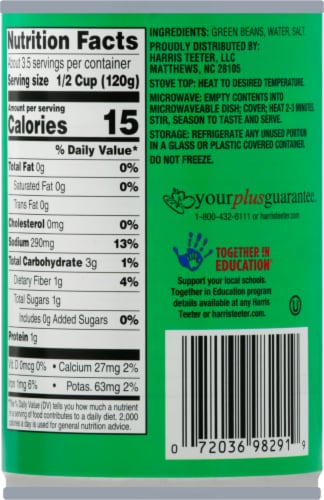 Nutrition Facts
About 3.5 servings per container
Serving size 1/2 Cup (120g)
Amount per serving
Calories 15
% Daily Value*
Total Fat 0g 0%
Saturated Fat 0g 0%
Trans Fat 0g
Cholesterol 0mg 0%
Sodium 290mg 13%
Total Carbohydrate 3g 1%
Dietary Fiber 1g 4%
Total Sugars 1g
Includes 0g Added Sugars 0%
Protein 1g
Vit. D 0mcg 0% • Calcium 27mg 2%
Iron 1mg 6% • Potas. 63mg 2%
*The % Daily Value (DV) tells you how much a nutrient
in a serving of food contributes to a daily diet. 2,000
calories a day is used for general nutrition advice.
INGREDIENTS: GREEN BEANS, WATER, SALT.
PROUDLY DISTRIBUTED BY:
HARRIS TEETER, LLC
MATTHEWS, NC 28105
STOVE TOP: HEAT TO DESIRED TEMPERATURE.
MICROWAVE: EMPTY CONTENTS INTO
MICROWAVEABLE DISH; COVER; HEAT 2-3 MINUTES.
STIR, SEASON TO TASTE AND SERVE.
STORAGE: REFRIGERATE ANY UNUSED PORTION
IN A GLASS OR PLASTIC COVERED CONTAINER.
DO NOT FREEZE.
yourplusguarantee.
1-800-432-6111 or harristeeter.com
TOGETHER IN
EDUCATION
Support your local schools.
Together in Education program
details available at any Harris
Teeter or harristeeter.com.
U
0 72036 98291 9